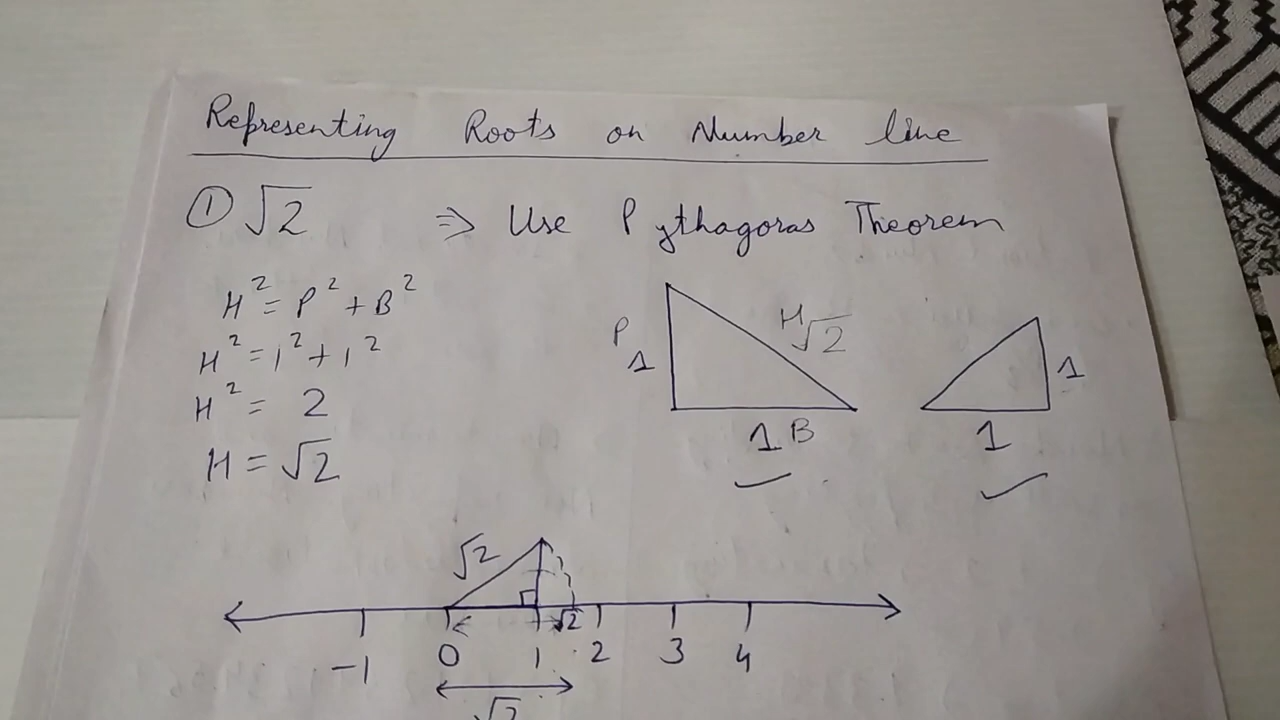 Representing Roots on Number line
① √2 ⇒ Use Pythagoras Theorem
H² = P² + B²
H² = 1² + 1²
H² = 2
H = √2
P
1
H √2
1 B
1
1
√2
√2
-1 0 1 2 3 4
√2